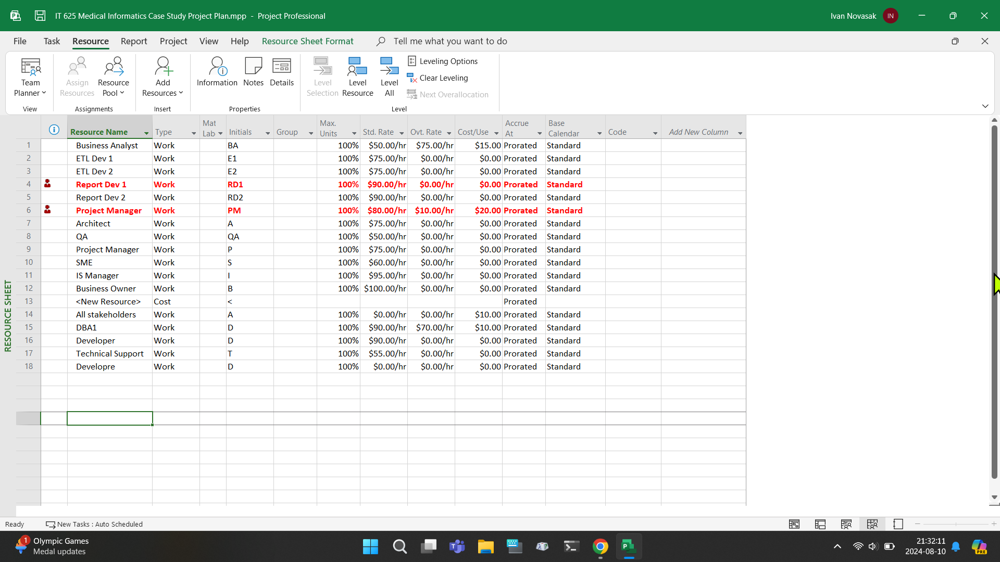 IT 625 Medical Informatics Case Study Project Plan.mpp - Project Professional
Ivan Novasak IN
File Task Resource Report Project View Help Resource Sheet Format Tell me what you want to do
Team Planner
Assign Resources
Resource Pool
Add Resources
Information Notes Details
Level Selection
Level Resource
Level All
Leveling Options
Clear Leveling
Next Overallocation
View Assignments Insert Properties Level
Resource Name Type Mat Lab Initials Group Max. Units Std. Rate Ovt. Rate Cost/Use Accrue At Base Calendar Code Add New Column
1 Business Analyst Work BA 100% $50.00/hr $75.00/hr $15.00 Prorated Standard
2 ETL Dev 1 Work E1 100% $75.00/hr $0.00/hr $0.00 Prorated Standard
3 ETL Dev 2 Work E2 100% $75.00/hr $0.00/hr $0.00 Prorated Standard
4 Report Dev 1 Work RD1 100% $90.00/hr $0.00/hr $0.00 Prorated Standard
5 Report Dev 2 Work RD2 100% $90.00/hr $0.00/hr $0.00 Prorated Standard
6 Project Manager Work PM 100% $80.00/hr $10.00/hr $20.00 Prorated Standard
7 Architect Work A 100% $75.00/hr $0.00/hr $0.00 Prorated Standard
8 QA Work QA 100% $50.00/hr $0.00/hr $0.00 Prorated Standard
9 Project Manager Work P 100% $75.00/hr $0.00/hr $0.00 Prorated Standard
10 SME Work S 100% $60.00/hr $0.00/hr $0.00 Prorated Standard
11 IS Manager Work I 100% $95.00/hr $0.00/hr $0.00 Prorated Standard
12 Business Owner Work B 100% $100.00/hr $0.00/hr $0.00 Prorated Standard
13 <New Resource> Cost < Prorated
14 All stakeholders Work A 100% $0.00/hr $0.00/hr $10.00 Prorated Standard
15 DBA1 Work D 100% $90.00/hr $70.00/hr $10.00 Prorated Standard
16 Developer Work D 100% $90.00/hr $0.00/hr $0.00 Prorated Standard
17 Technical Support Work T 100% $55.00/hr $0.00/hr $0.00 Prorated Standard
18 Developre Work D 100% $0.00/hr $0.00/hr $0.00 Prorated Standard
RESOURCE SHEET
Ready New Tasks : Auto Scheduled
1 Olympic Games
Medal updates
21:32:11
2024-08-10
PRE